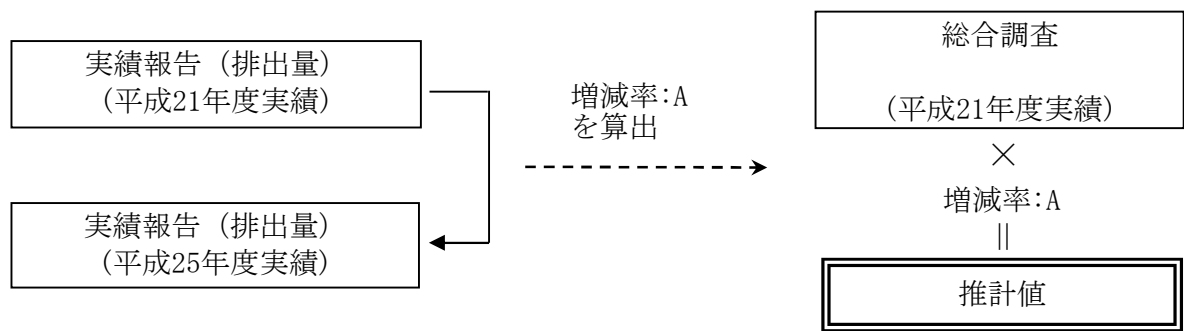 実績報告（排出量）
（平成21年度実績）
実績報告（排出量）
（平成25年度実績）
増減率：A
を算出
総合調査
（平成21年度実績）
×
増減率：A
||
推計値